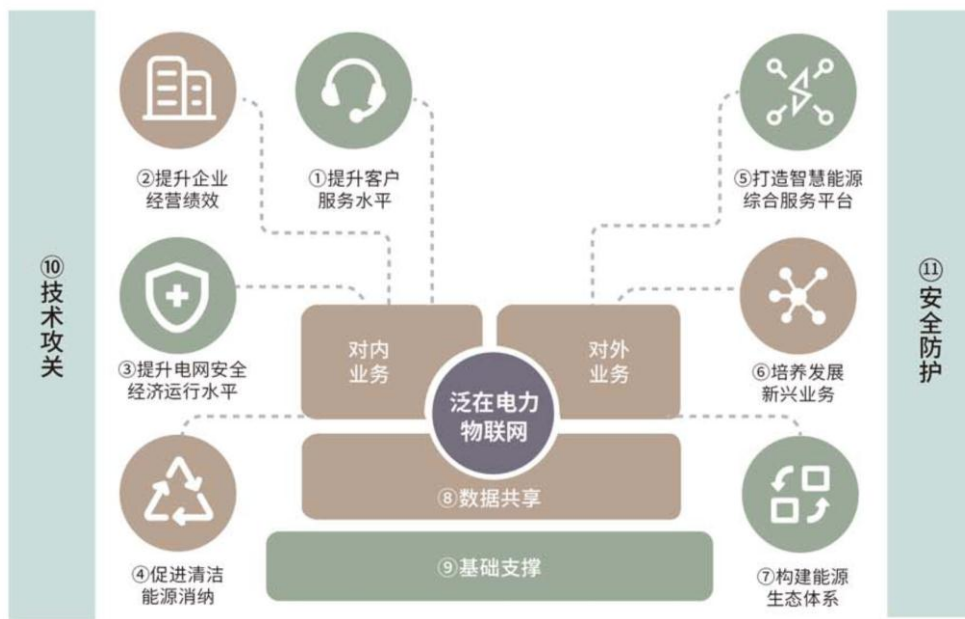 ②提升企业
经营绩效
①提升客户
服务水平
⑤打造智慧能源
综合服务平台
⑩技术攻关
③提升电网安全
经济运行水平
对内
业务
对外
业务
泛在电力
物联网
⑥培养发展
新兴业务
⑪安全防护
⑧数据共享
④促进清洁
能源消纳
⑨基础支撑
⑦构建能源
生态体系